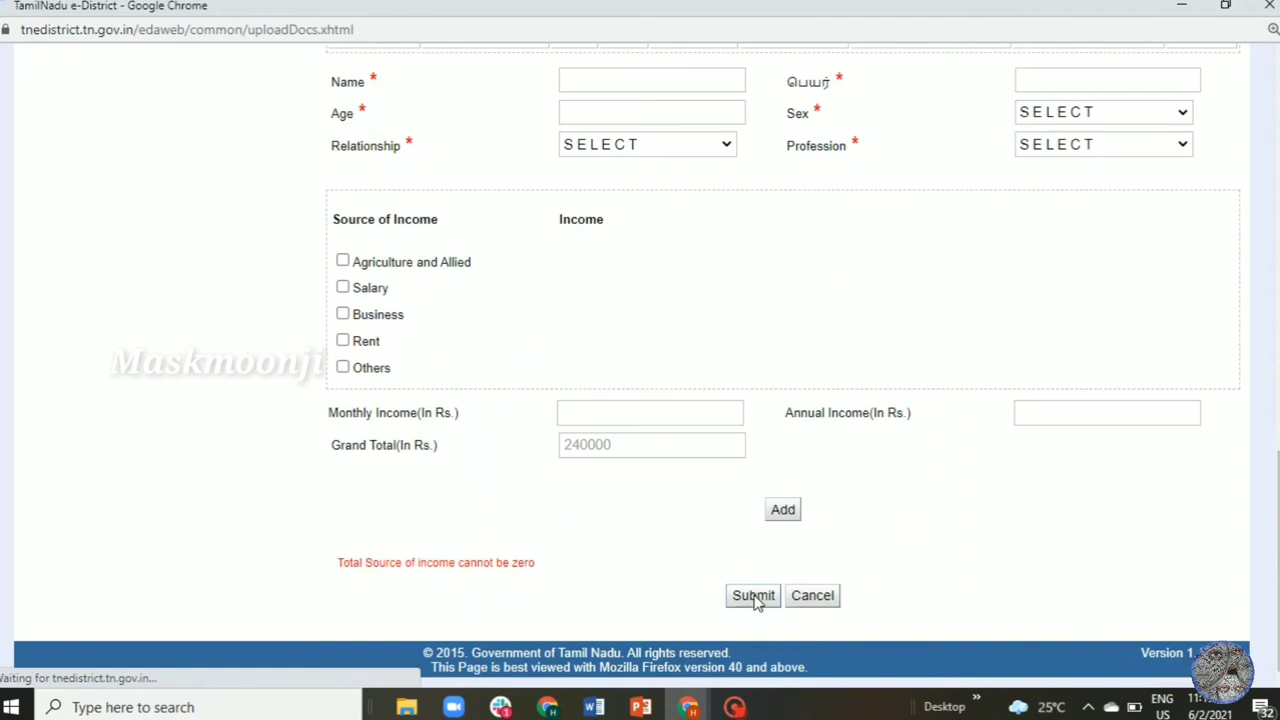 TamilNadu e-District - Google Chrome
tnedistrict.tn.gov.in/edaweb/common/uploadDocs.xhtml
Name * பெயர் *
Age * Sex * SELECT
Relationship * SELECT Profession * SELECT
Source of Income Income
Agriculture and Allied
Salary
Business
Rent
Others
Maskmoonji
Monthly Income(In Rs.) Annual Income(In Rs.)
Grand Total(In Rs.) 240000
Add
Total Source of income cannot be zero
Submit Cancel
© 2015. Government of Tamil Nadu. All rights reserved. Version 1.
This Page is best viewed with Mozilla Firefox version 40 and above.
Waiting for tnedistrict.tn.gov.in...
Type here to search Desktop 25°C ENG
US 6/2/2021 32